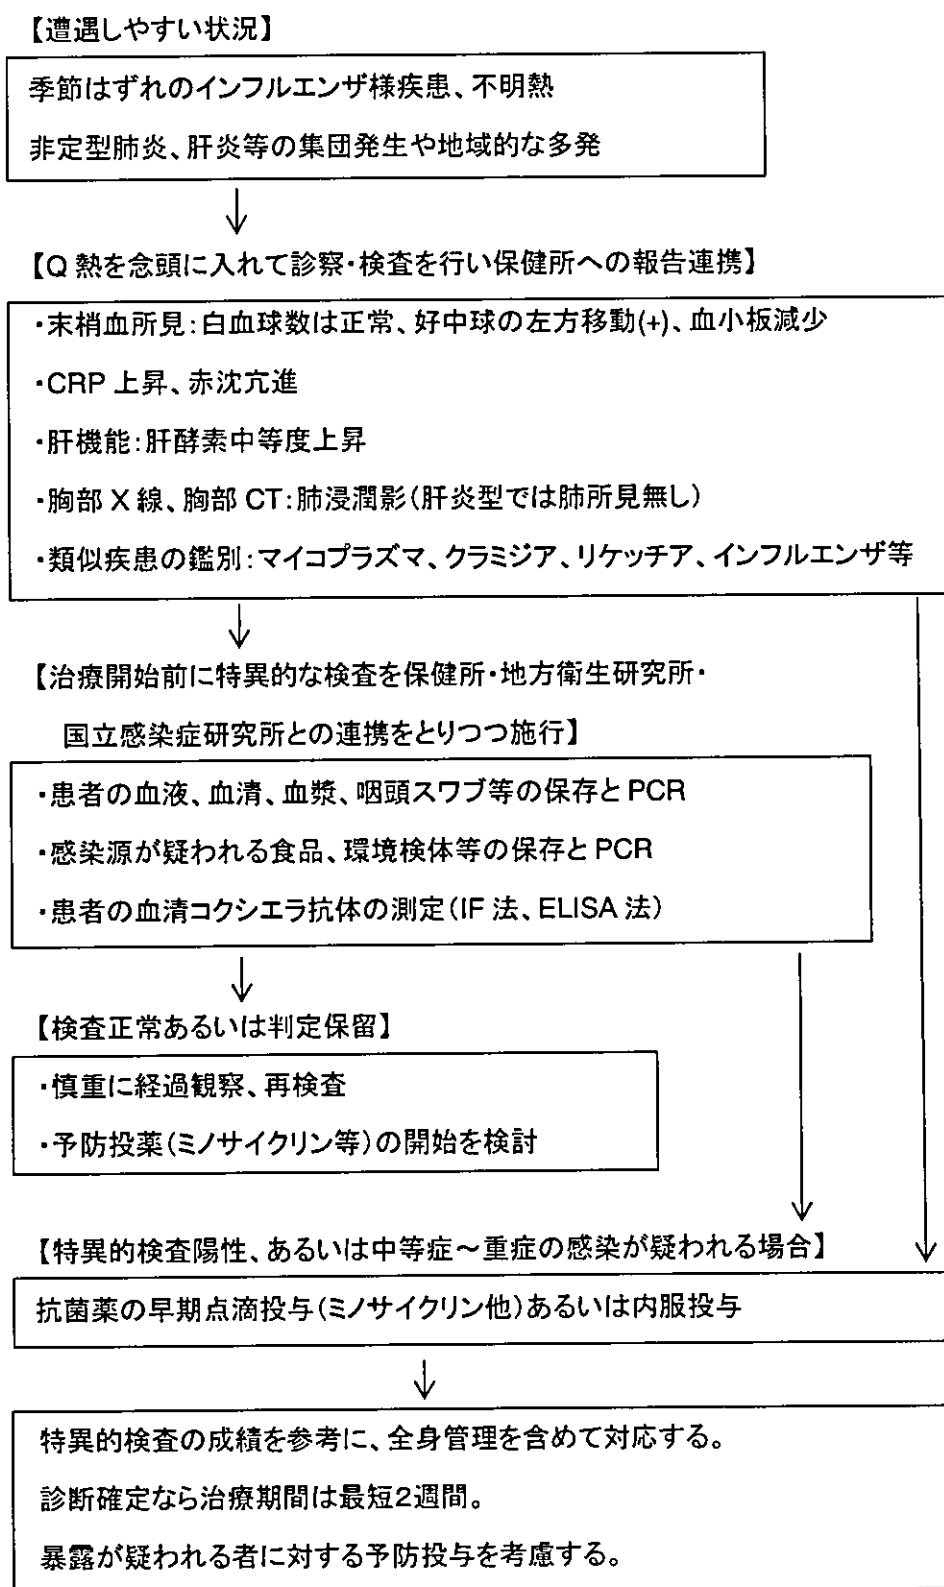 【遭遇しやすい状況】
季節はずれのインフルエンザ様疾患、不明熱
非定型肺炎、肝炎等の集団発生や地域的な多発
【Q 熱を念頭に入れて診察・検査を行い保健所への報告連携】
・末梢血所見:白血球数は正常、好中球の左方移動(+)、血小板減少
・CRP 上昇、赤沈亢進
・肝機能:肝酵素中等度上昇
・胸部 X 線、胸部 CT:肺浸潤影(肝炎型では肺所見無し)
・類似疾患の鑑別:マイコプラズマ、クラミジア、リケッチア、インフルエンザ等
【治療開始前に特異的な検査を保健所・地方衛生研究所・
国立感染症研究所との連携をとりつつ施行】
・患者の血液、血清、血漿、咽頭スワブ等の保存と PCR
・感染源が疑われる食品、環境検体等の保存と PCR
・患者の血清コクシエラ抗体の測定(IF 法、ELISA 法)
【検査正常あるいは判定保留】
・慎重に経過観察、再検査
・予防投薬(ミノサイクリン等)の開始を検討
【特異的検査陽性、あるいは中等症～重症の感染が疑われる場合】
抗菌薬の早期点滴投与(ミノサイクリン他)あるいは内服投与
特異的検査の成績を参考に、全身管理を含めて対応する。
診断確定なら治療期間は最短2週間。
暴露が疑われる者に対する予防投与を考慮する。